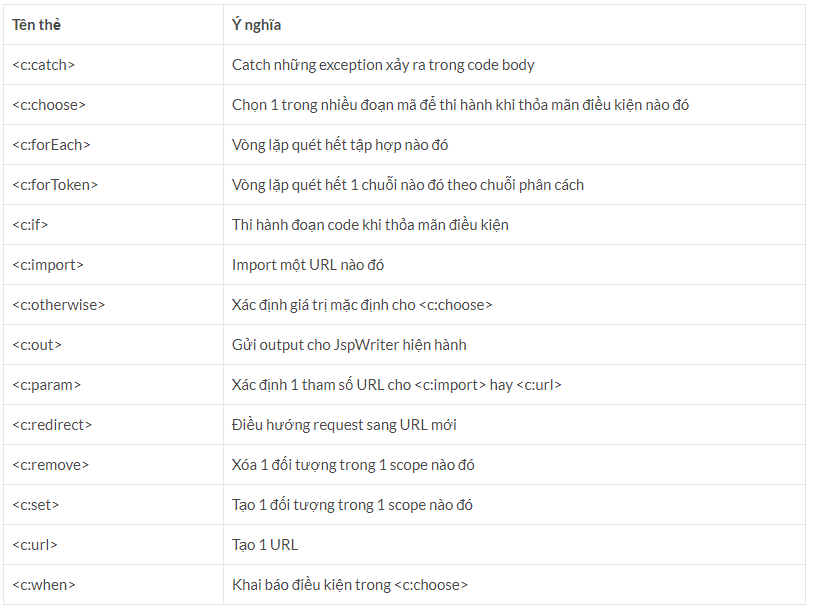 Tên thẻ Ý nghĩa
<c:catch> Catch những exception xảy ra trong code body
<c:choose> Chọn 1 trong nhiều đoạn mã để thi hành khi thỏa mãn điều kiện nào đó
<c:forEach> Vòng lặp quét hết tập hợp nào đó
<c:forToken> Vòng lặp quét hết 1 chuỗi nào đó theo chuỗi phân cách
<c:if> Thi hành đoạn code khi thỏa mãn điều kiện
<c:import> Import một URL nào đó
<c:otherwise> Xác định giá trị mặc định cho <c:choose>
<c:out> Gửi output cho JspWriter hiện hành
<c:param> Xác định 1 tham số URL cho <c:import> hay <c:url>
<c:redirect> Điều hướng request sang URL mới
<c:remove> Xóa 1 đối tượng trong 1 scope nào đó
<c:set> Tạo 1 đối tượng trong 1 scope nào đó
<c:url> Tạo 1 URL
<c:when> Khai báo điều kiện trong <c:choose>